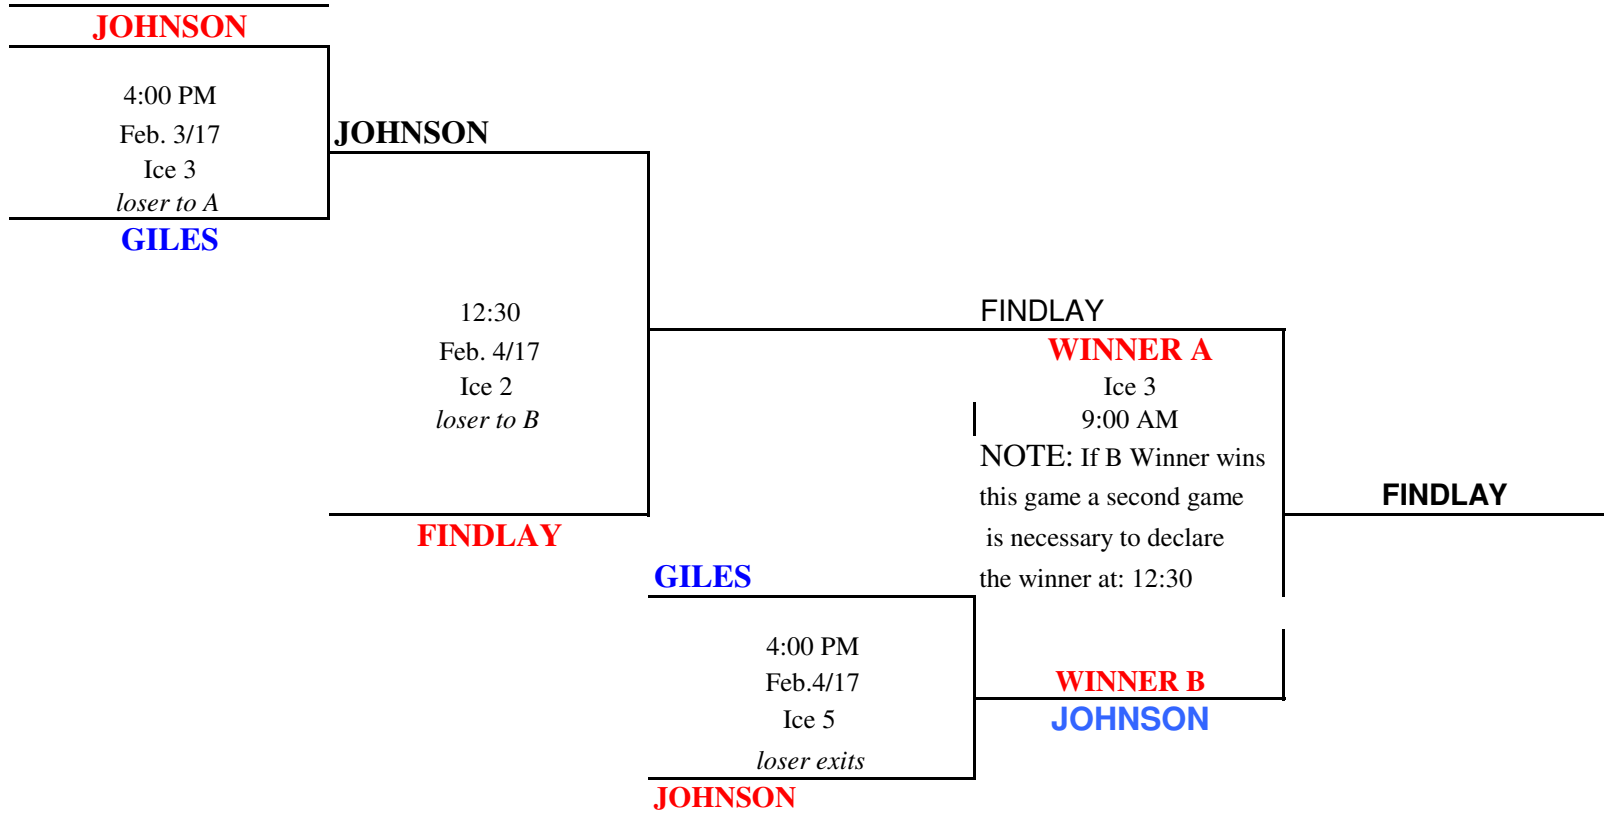 JOHNSON
4:00 PM
Feb. 3/17
Ice 3
loser to A
GILES
JOHNSON
12:30
Feb. 4/17
Ice 2
loser to B
FINDLAY
FINDLAY
WINNER A
Ice 3
9:00 AM
NOTE: If B Winner wins
this game a second game
is necessary to declare
the winner at: 12:30
FINDLAY
GILES
4:00 PM
Feb.4/17
Ice 5
loser exits
JOHNSON
WINNER B
JOHNSON